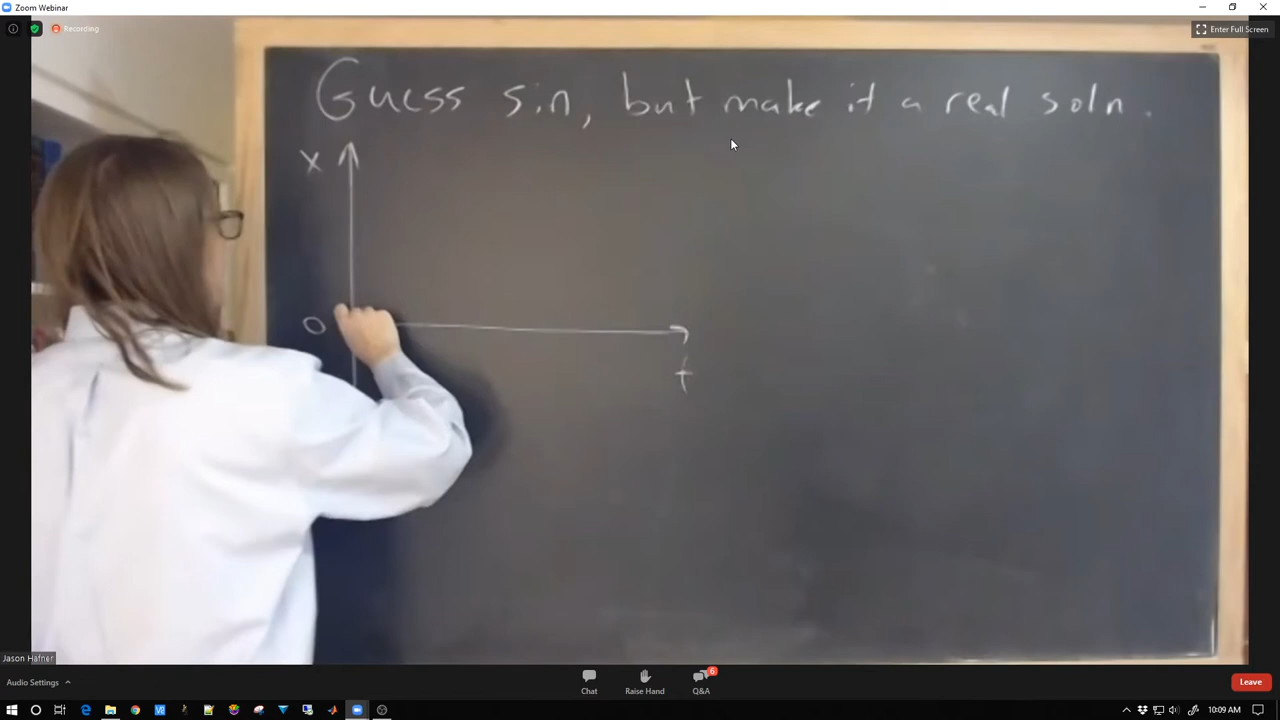 Zoom Webinar
Recording
Enter Full Screen
Guess sin, but make it a real soln.
x
0
t
Jason Hafner
Audio Settings
Chat
Raise Hand
Q&A
6
Leave
10:09 AM